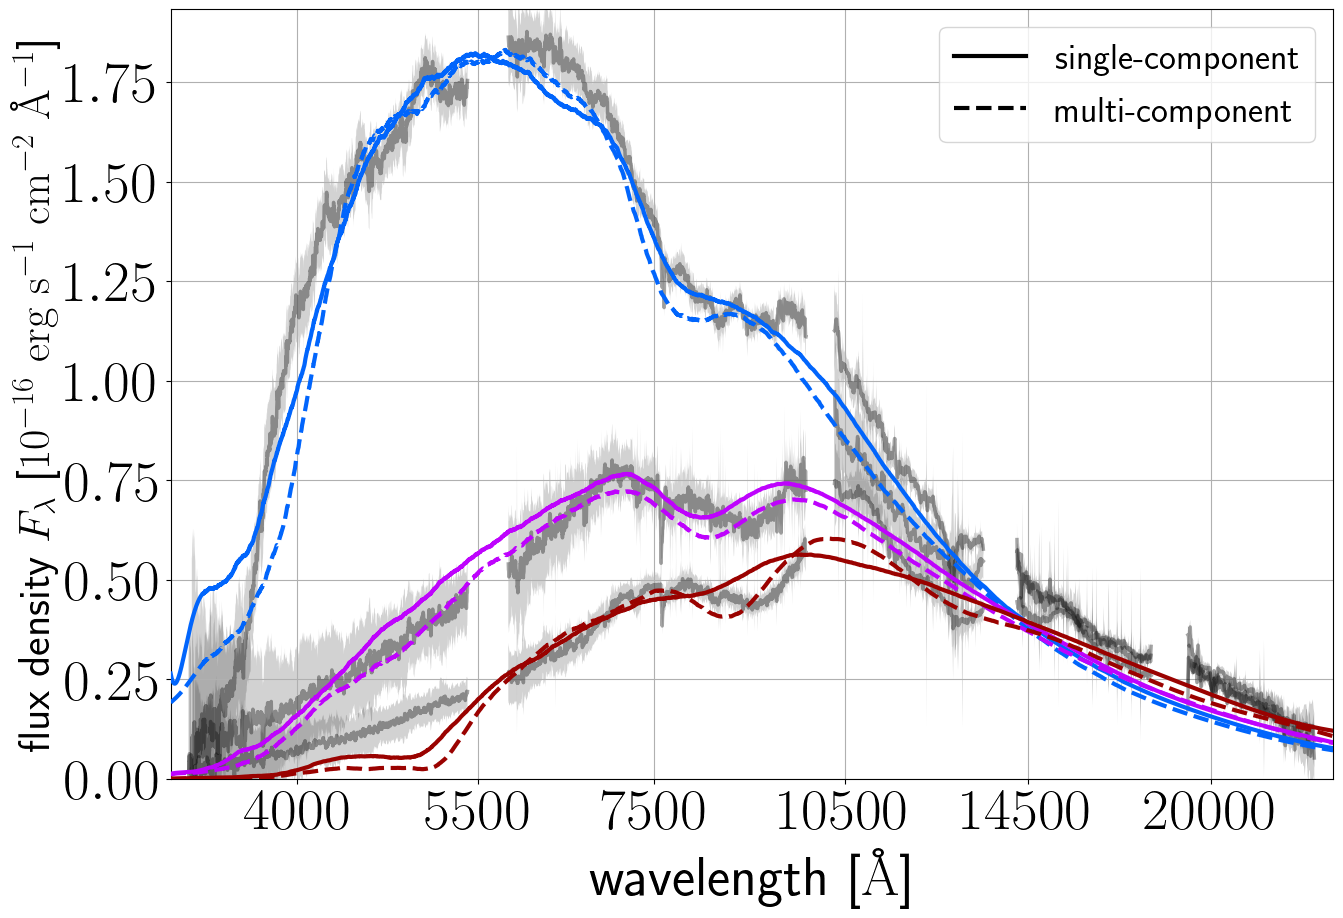 single-component
multi-component
flux density F_λ [10⁻¹⁶ erg s⁻¹ cm⁻² Å⁻¹]
1.75
1.50
1.25
1.00
0.75
0.50
0.25
0.00
4000 5500 7500 10500 14500 20000
wavelength [Å]